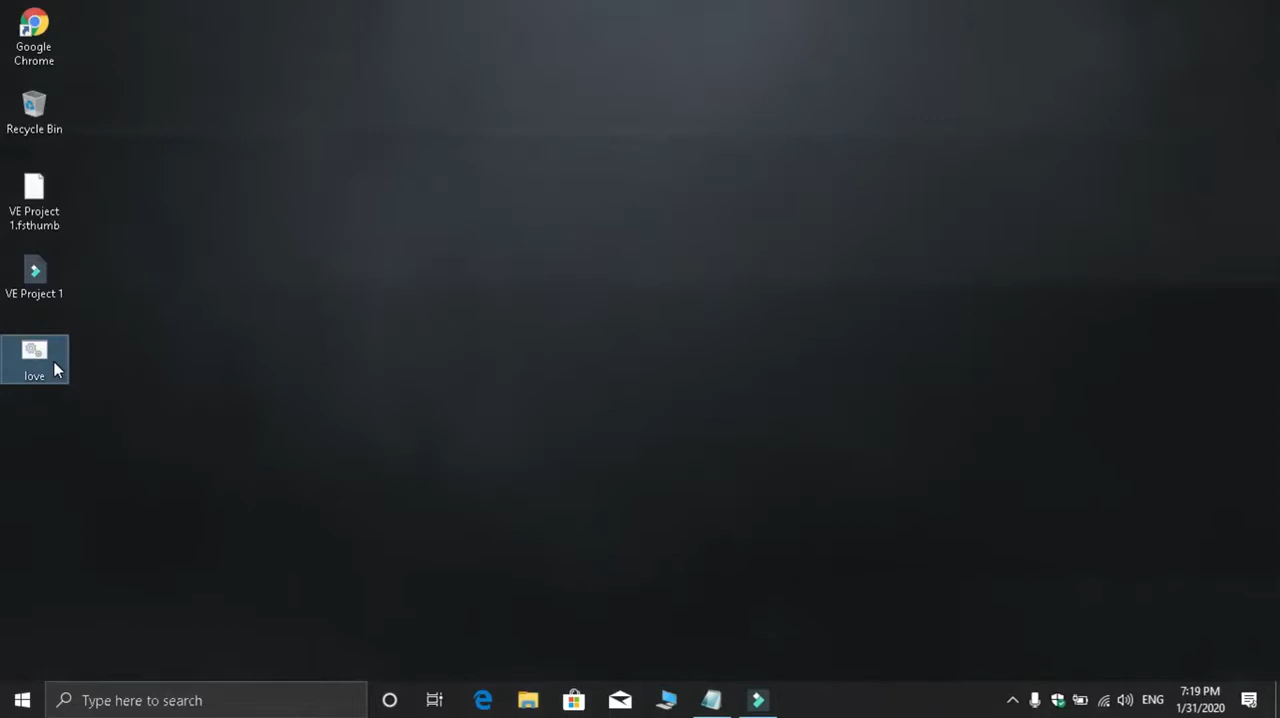 Google
Chrome
Recycle Bin
VE Project
1.fsthumb
VE Project 1
love
Type here to search
ENG
7:19 PM
1/31/2020